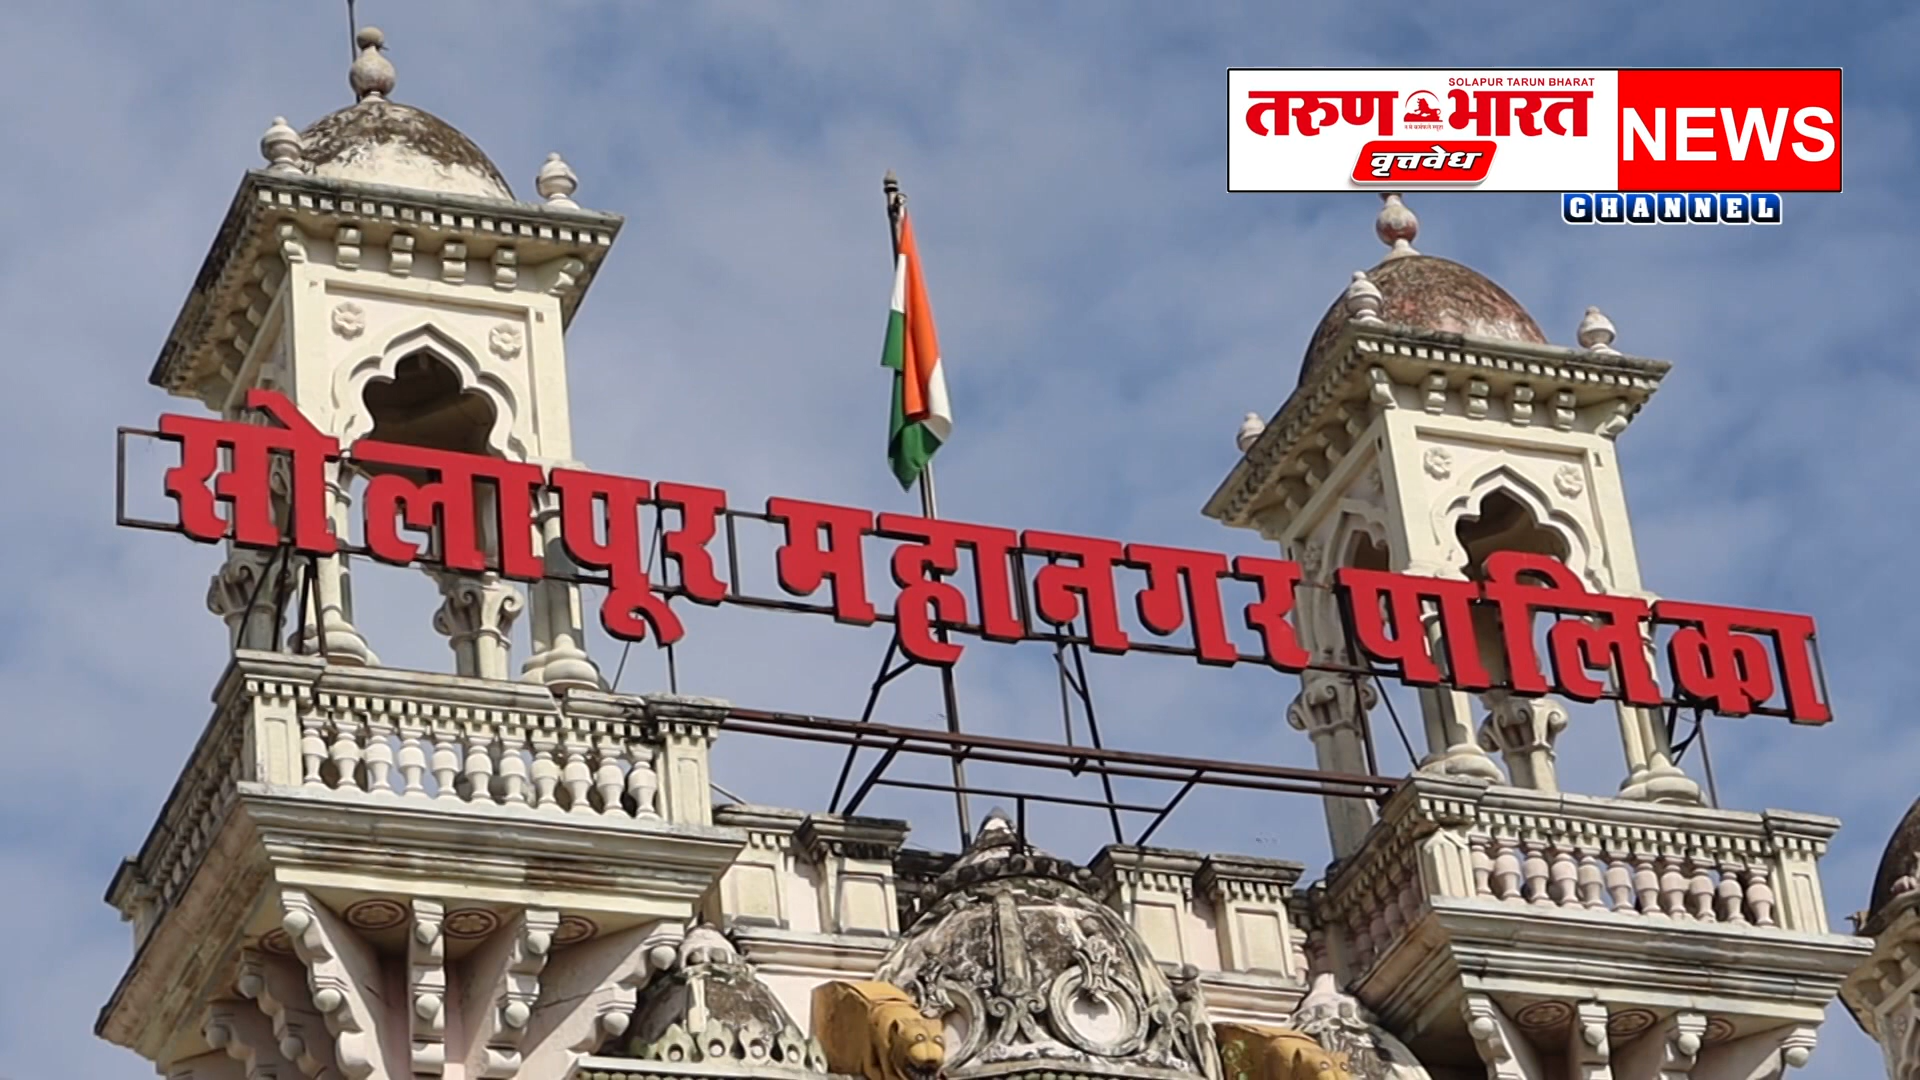 SOLAPUR TARUN BHARAT
तरुण भारत
वृत्तवेध
NEWS
CHANNEL
सोलापूर महानगर पालिका